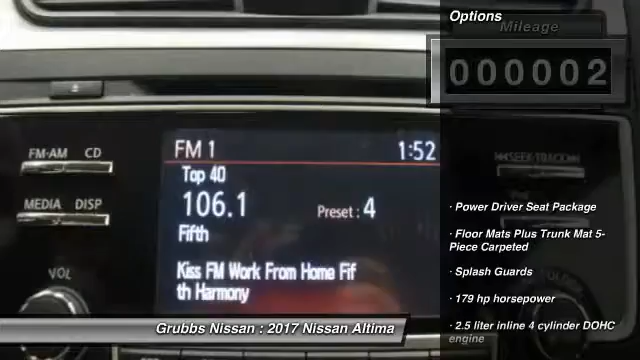 Options
Mileage
000002
FM·AM CD
MEDIA DISP
VOL
FM 1
1:52
Top 40
106.1
Preset : 4
Fifth
Kiss FM Work From Home Fif
th Harmony
SEEK·TRACK
· Power Driver Seat Package
· Floor Mats Plus Trunk Mat 5-
Piece Carpeted
· Splash Guards
· 179 hp horsepower
· 2.5 liter inline 4 cylinder DOHC
engine
Grubbs Nissan : 2017 Nissan Altima